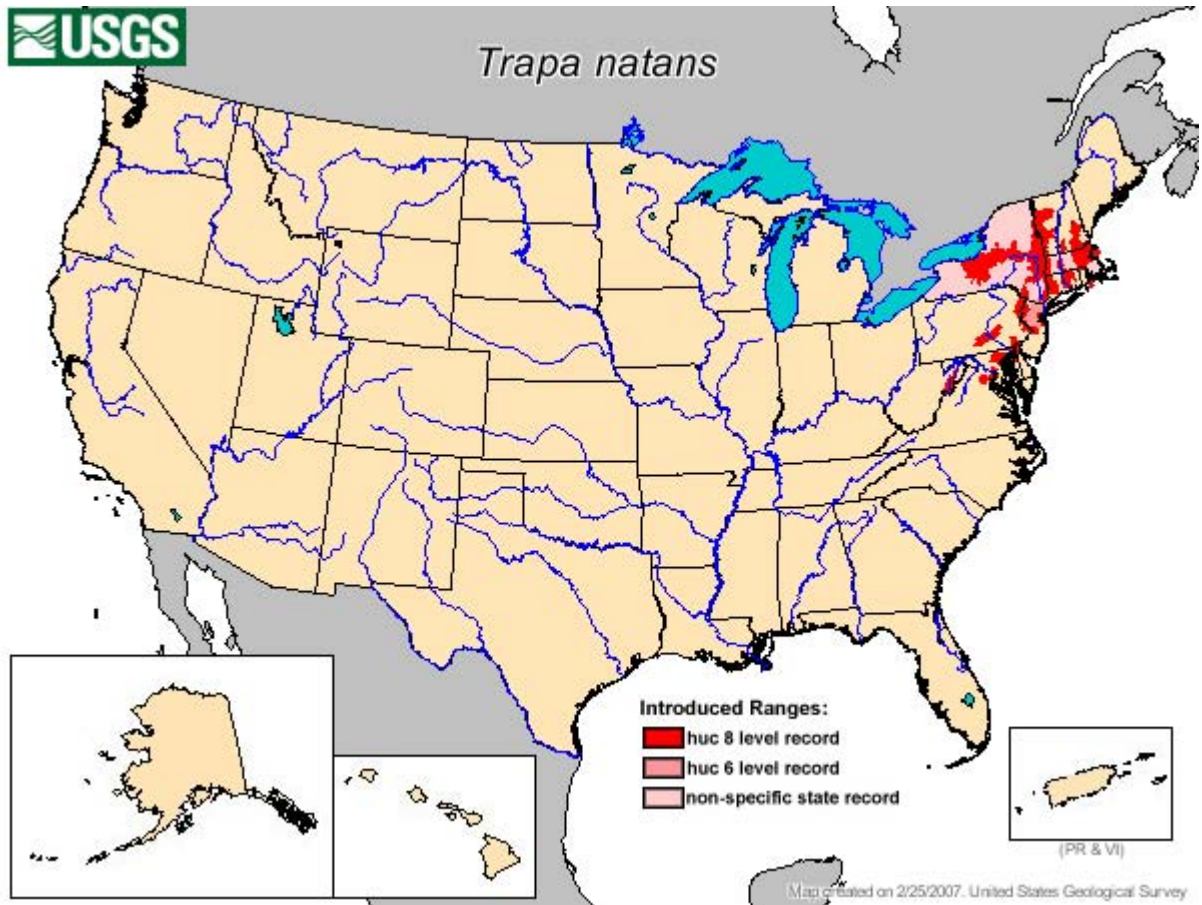 USGS
Trapa natans
Introduced Ranges:
huc 8 level record
huc 6 level record
non-specific state record
(PR & VI)
Map created on 2/25/2007. United States Geological Survey